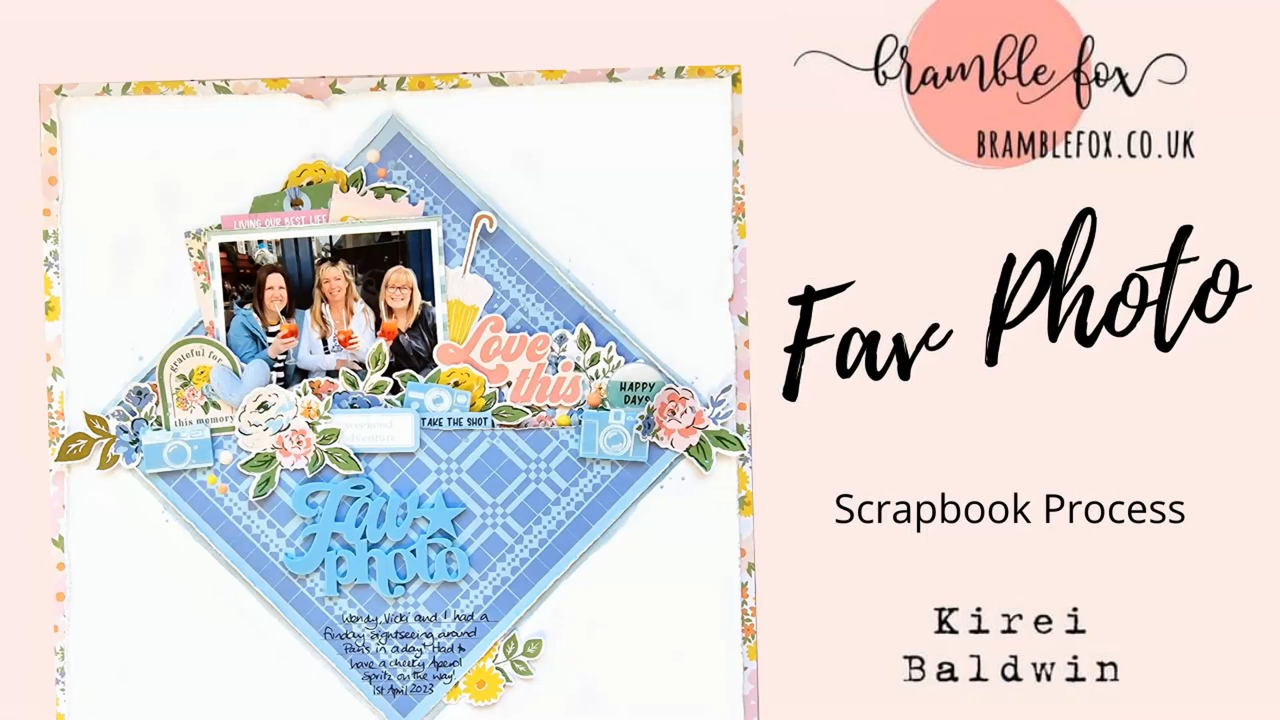 bramble fox
BRAMBLEFOX.CO.UK
Fav Photo
Scrapbook Process
Kirei
Baldwin
LIVING OUR BEST LIFE
Love
this
grateful for
this memory
HAPPY
DAYS
TAKE THE SHOT
weekend
adventure
Fav
photo
Wendy, Vicki and I had a
sightseeing around
Paris in a day! Had to
have a cheeky Aperol
Spritz on the way!
1st April 2023